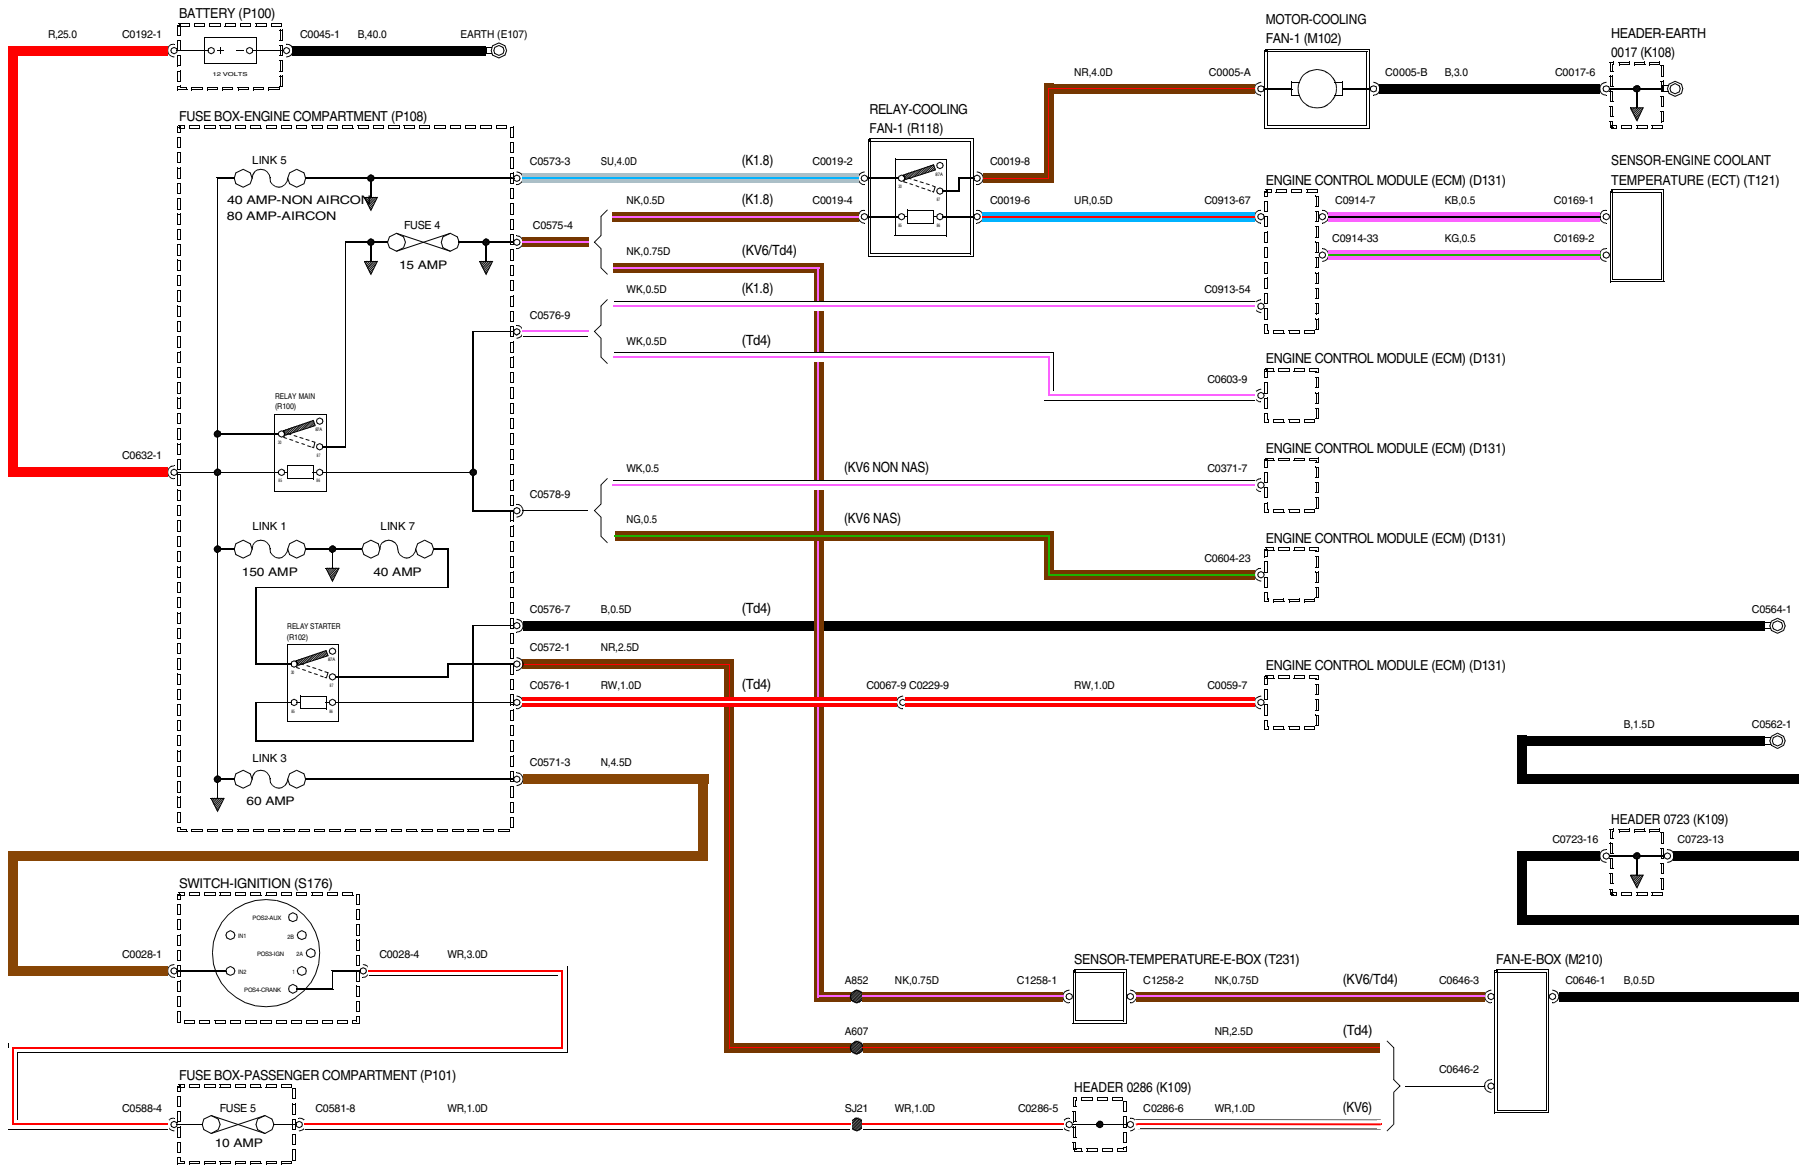 BATTERY (P100)
R,25.0
C0192-1
C0045-1
B,40.0
EARTH (E107)
+ −
12 VOLTS
MOTOR-COOLING
FAN-1 (M102)
HEADER-EARTH
0017 (K108)
NR,4.0D
C0005-A
C0005-B
B,3.0
C0017-6
FUSE BOX-ENGINE COMPARTMENT (P108)
RELAY-COOLING
FAN-1 (R118)
LINK 5
40 AMP-NON AIRCON
80 AMP-AIRCON
C0573-3
SU,4.0D
(K1.8)
C0019-2
87A
30
87
C0019-8
SENSOR-ENGINE COOLANT
TEMPERATURE (ECT) (T121)
ENGINE CONTROL MODULE (ECM) (D131)
NK,0.5D
(K1.8)
C0019-4
85
86
C0019-6
UR,0.5D
C0913-67
C0914-7
KB,0.5
C0169-1
FUSE 4
15 AMP
C0575-4
C0914-33
KG,0.5
C0169-2
NK,0.75D
(KV6/Td4)
WK,0.5D
(K1.8)
C0913-54
C0576-9
WK,0.5D
(Td4)
ENGINE CONTROL MODULE (ECM) (D131)
C0603-9
RELAY MAIN
(R100)
87A
30
87
85
86
C0632-1
ENGINE CONTROL MODULE (ECM) (D131)
WK,0.5
(KV6 NON NAS)
C0371-7
C0578-9
NG,0.5
(KV6 NAS)
ENGINE CONTROL MODULE (ECM) (D131)
C0604-23
LINK 1
LINK 7
150 AMP
40 AMP
C0576-7
B,0.5D
(Td4)
C0564-1
RELAY STARTER
(R102)
87A
30
87
85
86
C0572-1
NR,2.5D
ENGINE CONTROL MODULE (ECM) (D131)
C0576-1
RW,1.0D
(Td4)
C0067-9 C0229-9
RW,1.0D
C0059-7
B,1.5D
C0562-1
LINK 3
60 AMP
C0571-3
N,4.5D
HEADER 0723 (K109)
C0723-16
C0723-13
SWITCH-IGNITION (S176)
POS2-AUX
IN1
2B
POS3-IGN
2A
IN2
1
POS4-CRANK
C0028-1
C0028-4
WR,3.0D
SENSOR-TEMPERATURE-E-BOX (T231)
FAN-E-BOX (M210)
A852
NK,0.75D
C1258-1
C1258-2
NK,0.75D
(KV6/Td4)
C0646-3
C0646-1
B,0.5D
A607
NR,2.5D
(Td4)
C0646-2
FUSE BOX-PASSENGER COMPARTMENT (P101)
HEADER 0286 (K109)
C0588-4
FUSE 5
10 AMP
C0581-8
WR,1.0D
SJ21
WR,1.0D
C0286-5
C0286-6
WR,1.0D
(KV6)